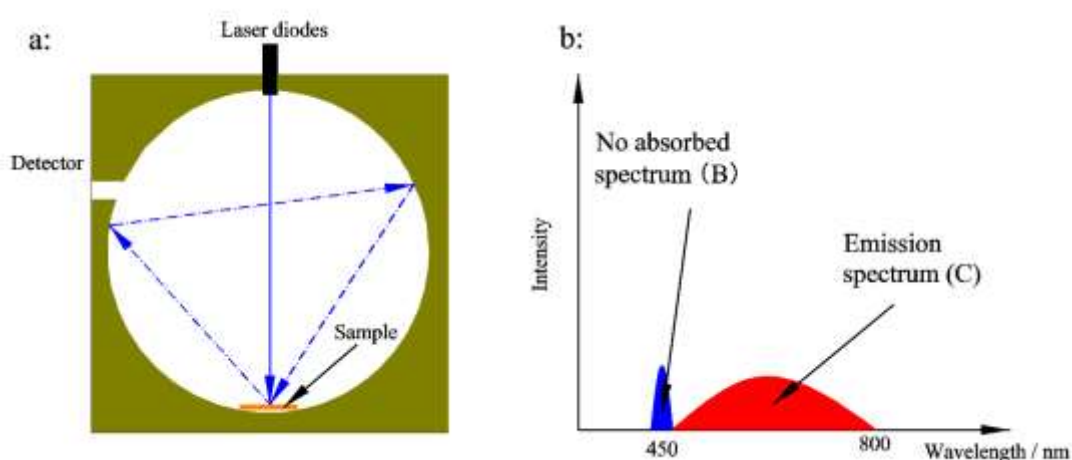 a:
Laser diodes
Detector
Sample
b:
No absorbed
spectrum (B)
Emission
spectrum (C)
Intensity
450
800
Wavelength / nm